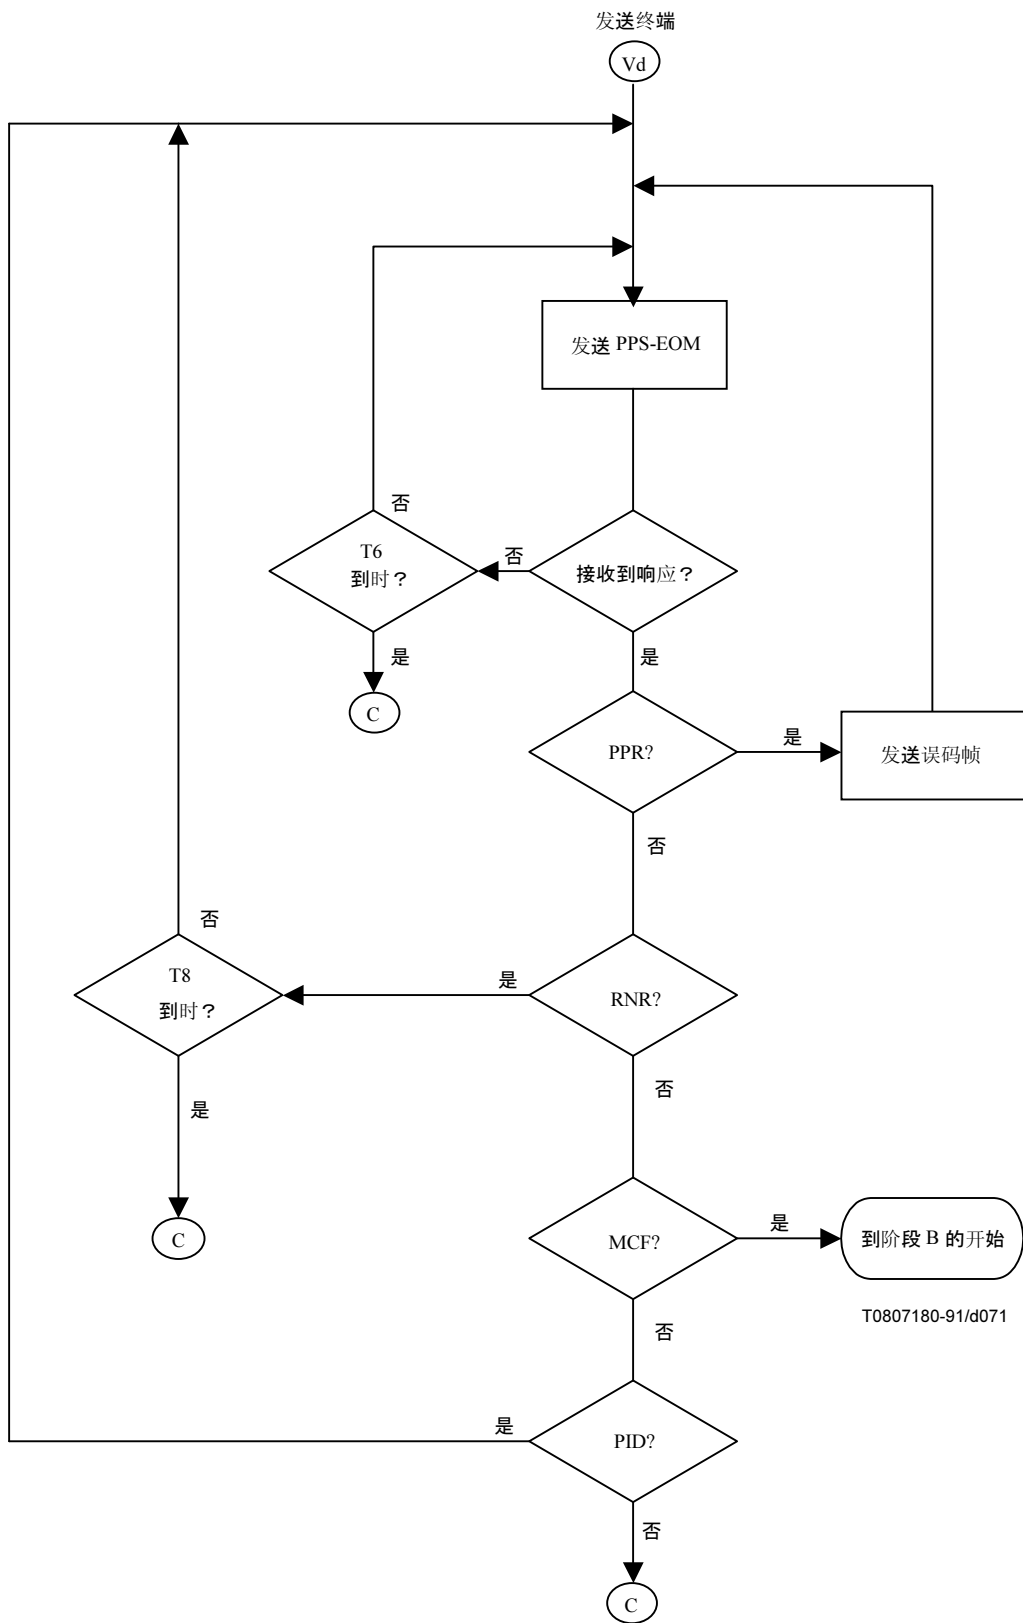 发送终端
Vd
发送 PPS-EOM
否
T6
到时？
否
接收到响应？
是
是
C
PPR?
是
发送误码帧
否
否
T8
到时？
是
RNR?
否
是
C
MCF?
是
到阶段 B 的开始
T0807180-91/d071
否
是
PID?
否
C